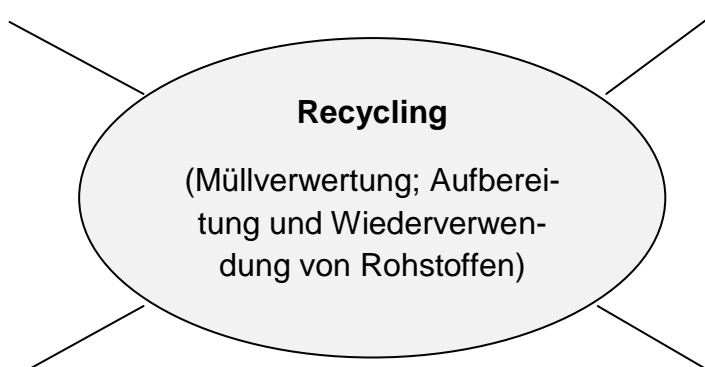 Recycling
(Müllverwertung; Aufberei-
tung und Wiederverwen-
dung von Rohstoffen)